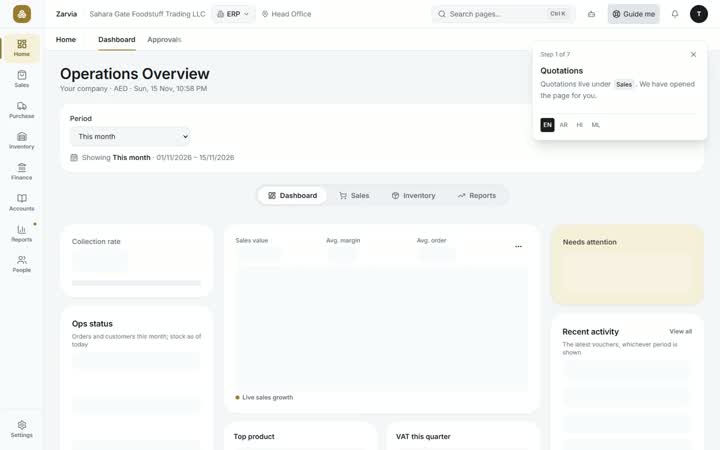 Zarvia
Sahara Gate Foodstuff Trading LLC
ERP
Head Office
Search pages...
Ctrl K
Guide me
T
Home
Dashboard
Approvals
Home
Sales
Purchase
Inventory
Finance
Accounts
Reports
People
Settings
Operations Overview
Your company · AED · Sun, 15 Nov, 10:58 PM
Period
This month
Showing This month · 01/11/2026 – 15/11/2026
Step 1 of 7
Quotations
Quotations live under Sales. We have opened
the page for you.
EN AR HI ML
Dashboard
Sales
Inventory
Reports
Collection rate
Sales value
Avg. margin
Avg. order
Live sales growth
Needs attention
Ops status
Orders and customers this month; stock as of
today
Recent activity
View all
The latest vouchers, whichever period is
shown
Top product
VAT this quarter